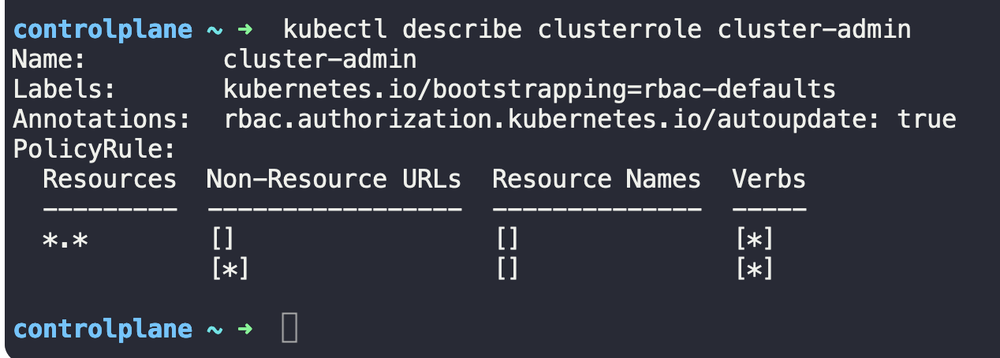 controlplane ~ ➜  kubectl describe clusterrole cluster-admin
Name:         cluster-admin
Labels:       kubernetes.io/bootstrapping=rbac-defaults
Annotations:  rbac.authorization.kubernetes.io/autoupdate: true
PolicyRule:
  Resources  Non-Resource URLs  Resource Names  Verbs
  ---------  -----------------  --------------  -----
  *.*        []                 []              [*]
             [*]                []              [*]
controlplane ~ ➜